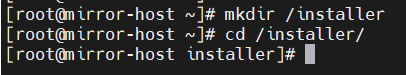 [root@mirror-host ~]# mkdir /installer
[root@mirror-host ~]# cd /installer/
[root@mirror-host installer]#